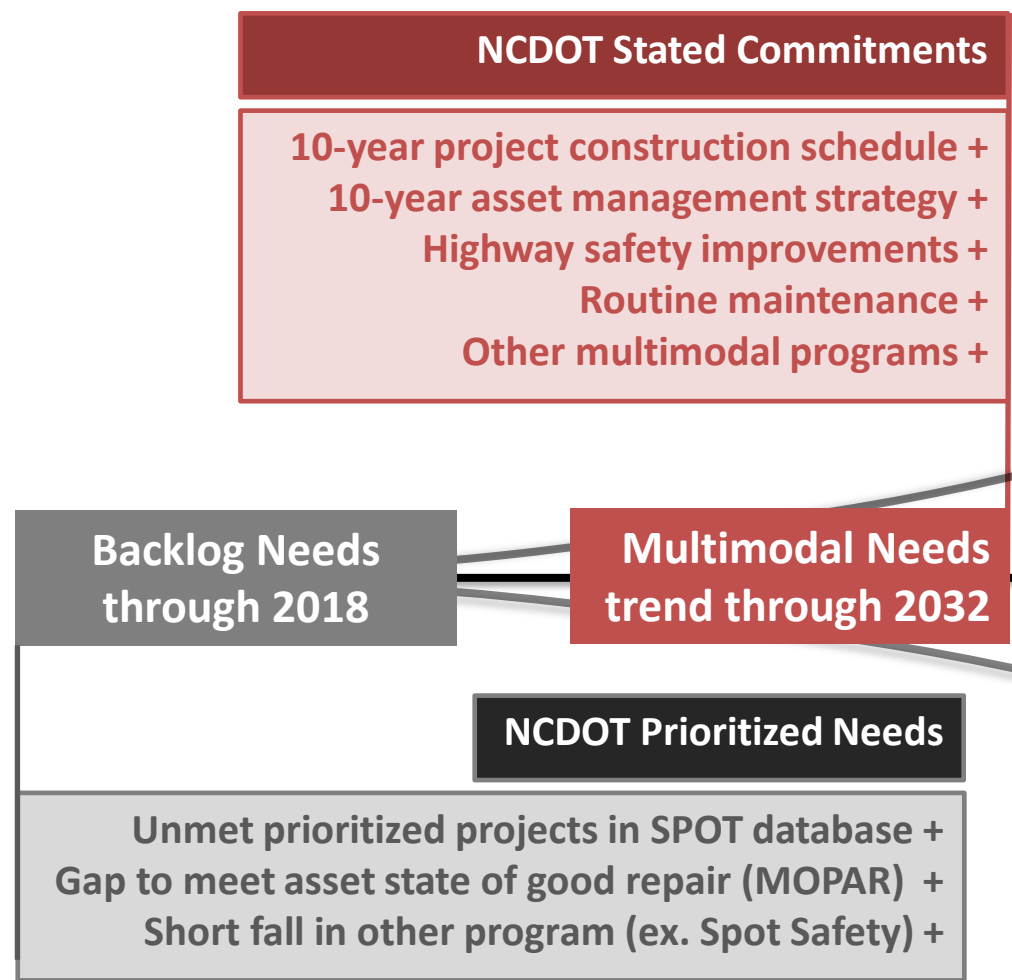 NCDOT Stated Commitments
10-year project construction schedule +
10-year asset management strategy +
Highway safety improvements +
Routine maintenance +
Other multimodal programs +
Backlog Needs
through 2018
Multimodal Needs
trend through 2032
NCDOT Prioritized Needs
Unmet prioritized projects in SPOT database +
Gap to meet asset state of good repair (MOPAR) +
Short fall in other program (ex. Spot Safety) +